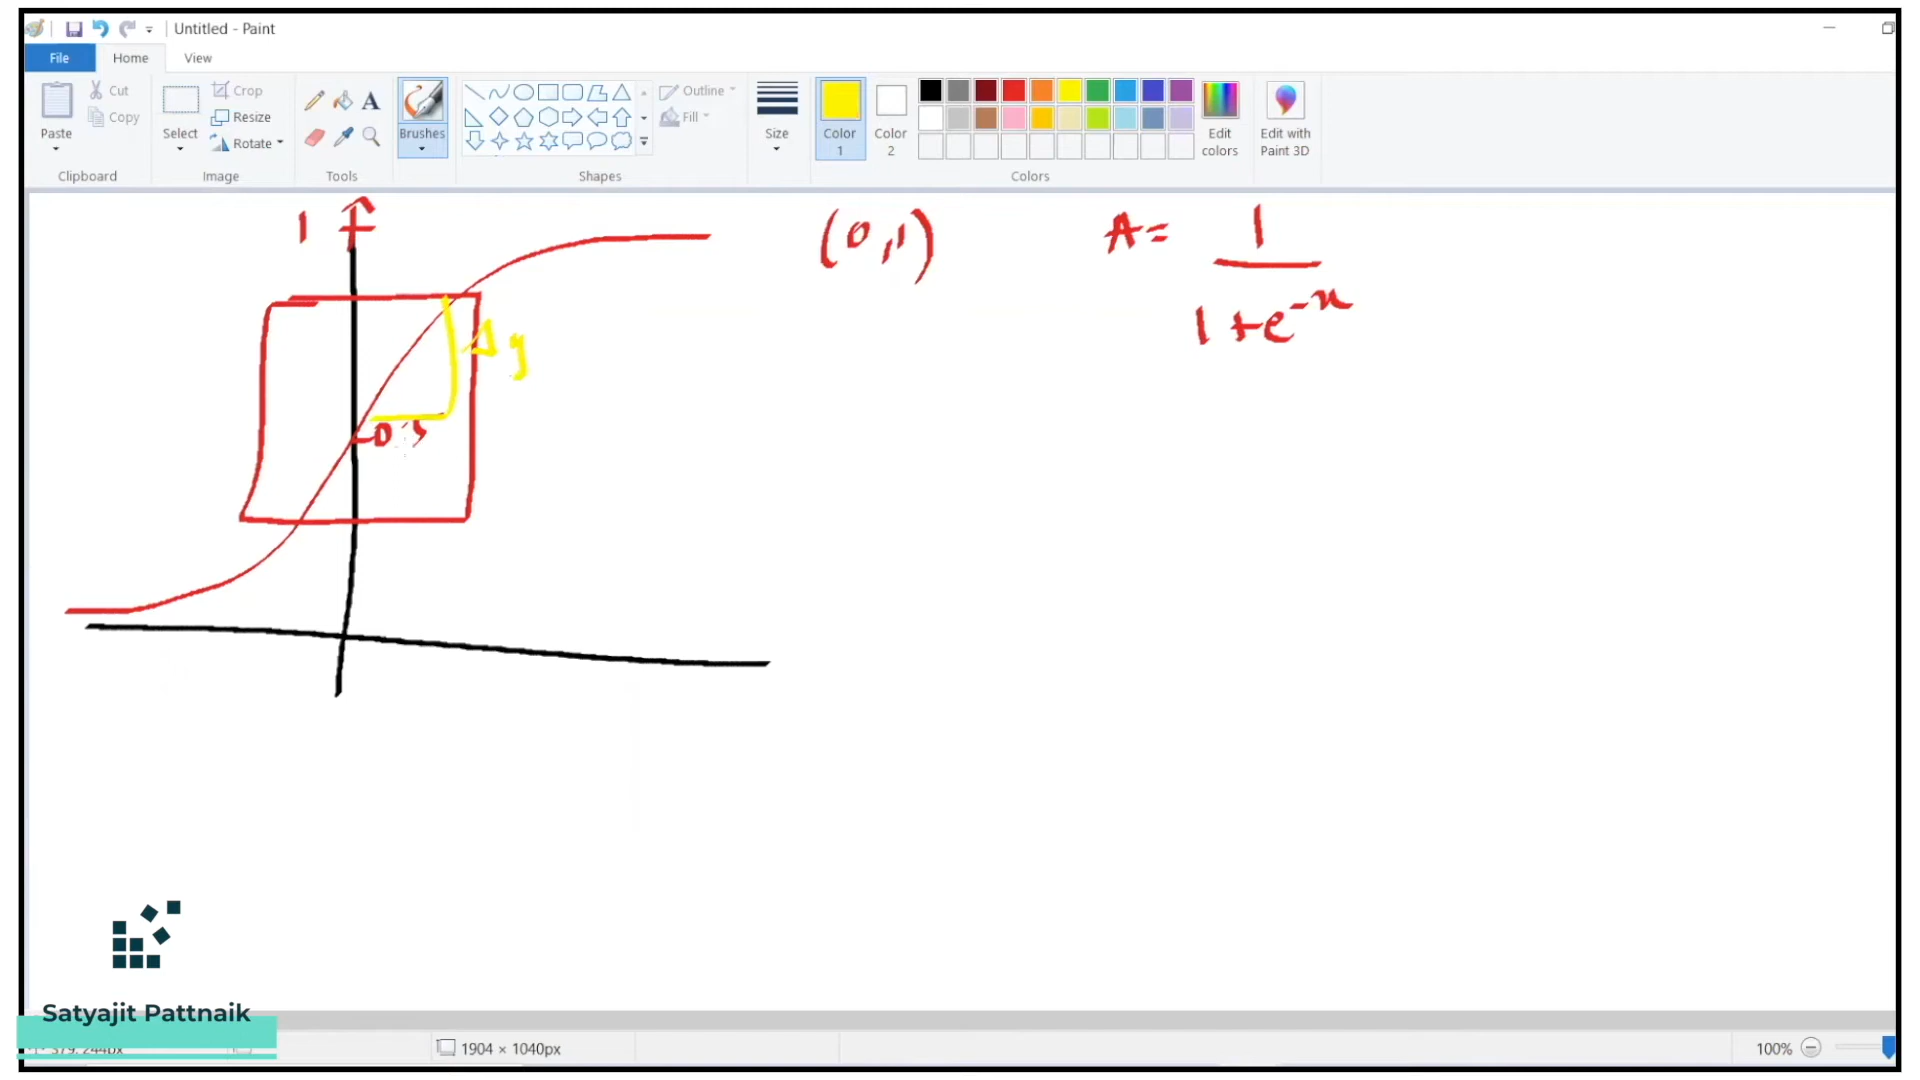 Untitled - Paint
File Home View
Paste Cut Copy Clipboard
Select Crop Resize Rotate Image
Tools
Brushes
Outline Fill Shapes
Size
Color 1 Color 2 Edit colors Edit with Paint 3D Colors
1
(0,1)
A= 1
1+e^-x
Δy
0.5
Satyajit Pattnaik
1904 × 1040px
100%